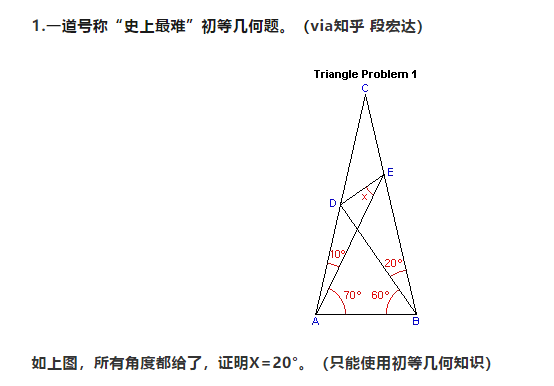 1.一道号称“史上最难”初等几何题。（via知乎 段宏达）
Triangle Problem 1
C
E
D
x
10°
20°
70°
60°
A
B
如上图，所有角度都给了，证明X=20°。（只能使用初等几何知识）